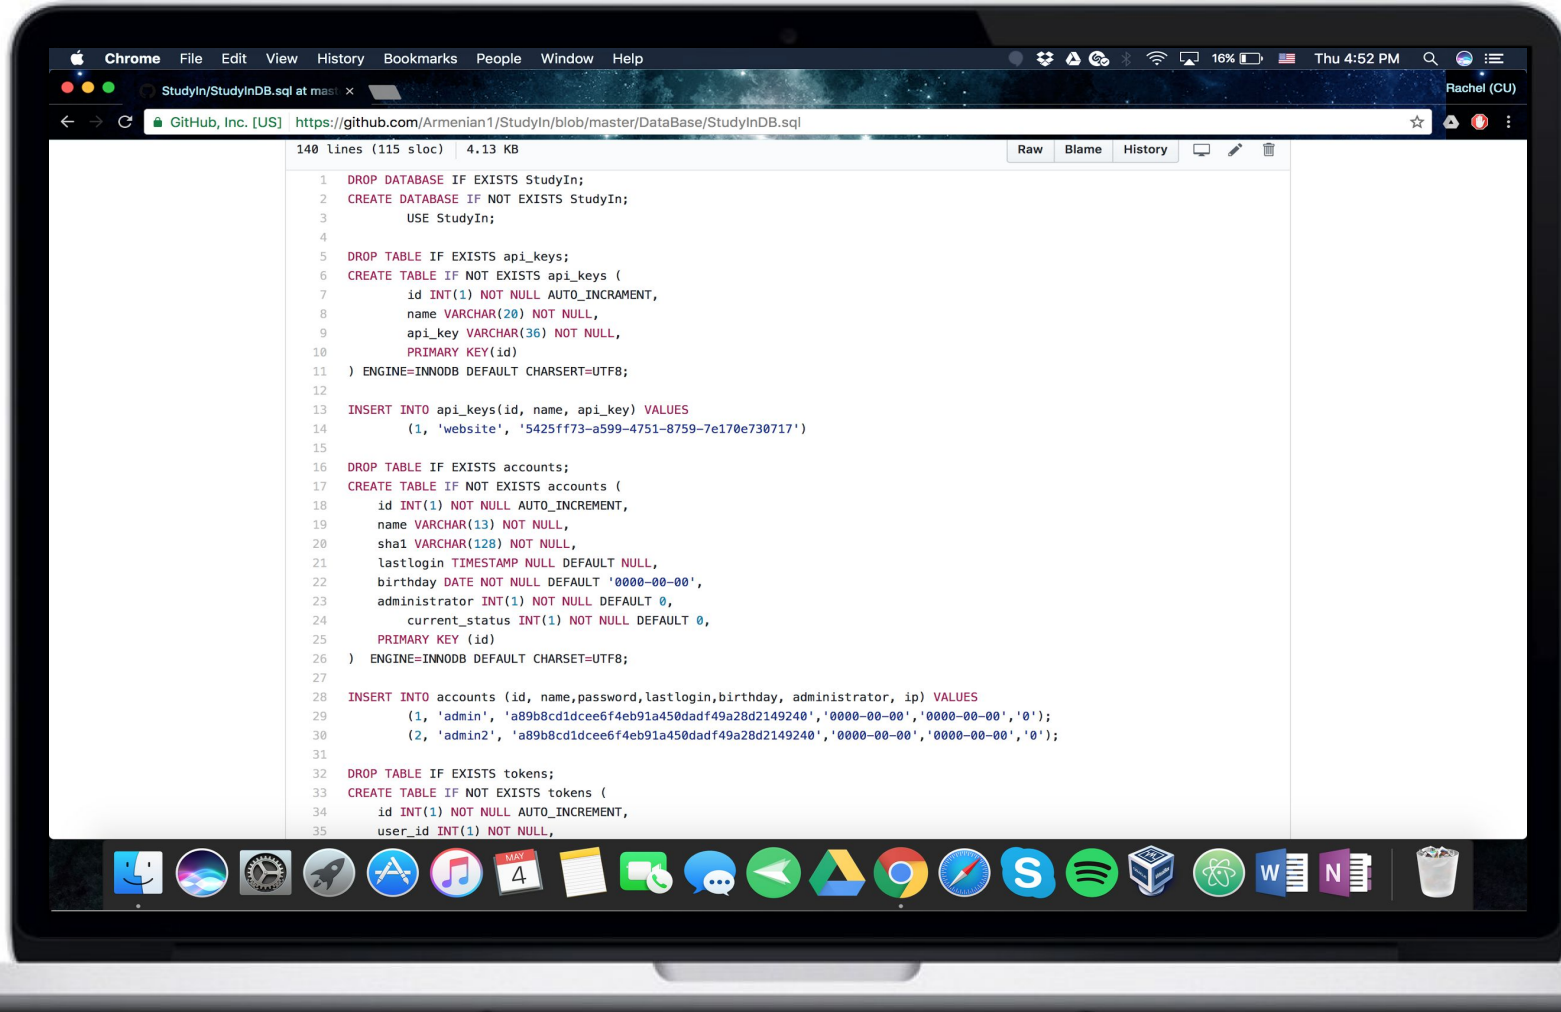 Chrome File Edit View History Bookmarks People Window Help 16% Thu 4:52 PM
StudyIn/StudyInDB.sql at mast × Rachel (CU)
GitHub, Inc. [US] https://github.com/Armenian1/StudyIn/blob/master/DataBase/StudyInDB.sql
140 lines (115 sloc) 4.13 KB Raw Blame History
1 DROP DATABASE IF EXISTS StudyIn;
2 CREATE DATABASE IF NOT EXISTS StudyIn;
3 USE StudyIn;
4
5 DROP TABLE IF EXISTS api_keys;
6 CREATE TABLE IF NOT EXISTS api_keys (
7 id INT(1) NOT NULL AUTO_INCRAMENT,
8 name VARCHAR(20) NOT NULL,
9 api_key VARCHAR(36) NOT NULL,
10 PRIMARY KEY(id)
11 ) ENGINE=INNODB DEFAULT CHARSERT=UTF8;
12
13 INSERT INTO api_keys(id, name, api_key) VALUES
14 (1, 'website', '5425ff73-a599-4751-8759-7e170e730717')
15
16 DROP TABLE IF EXISTS accounts;
17 CREATE TABLE IF NOT EXISTS accounts (
18 id INT(1) NOT NULL AUTO_INCREMENT,
19 name VARCHAR(13) NOT NULL,
20 sha1 VARCHAR(128) NOT NULL,
21 lastlogin TIMESTAMP NULL DEFAULT NULL,
22 birthday DATE NOT NULL DEFAULT '0000-00-00',
23 administrator INT(1) NOT NULL DEFAULT 0,
24 current_status INT(1) NOT NULL DEFAULT 0,
25 PRIMARY KEY (id)
26 ) ENGINE=INNODB DEFAULT CHARSET=UTF8;
27
28 INSERT INTO accounts (id, name,password,lastlogin,birthday, administrator, ip) VALUES
29 (1, 'admin', 'a89b8cd1dcee6f4eb91a450dadf49a28d2149240','0000-00-00','0000-00-00','0');
30 (2, 'admin2', 'a89b8cd1dcee6f4eb91a450dadf49a28d2149240','0000-00-00','0000-00-00','0');
31
32 DROP TABLE IF EXISTS tokens;
33 CREATE TABLE IF NOT EXISTS tokens (
34 id INT(1) NOT NULL AUTO_INCREMENT,
35 user_id INT(1) NOT NULL,
MAY
4
S
W
N